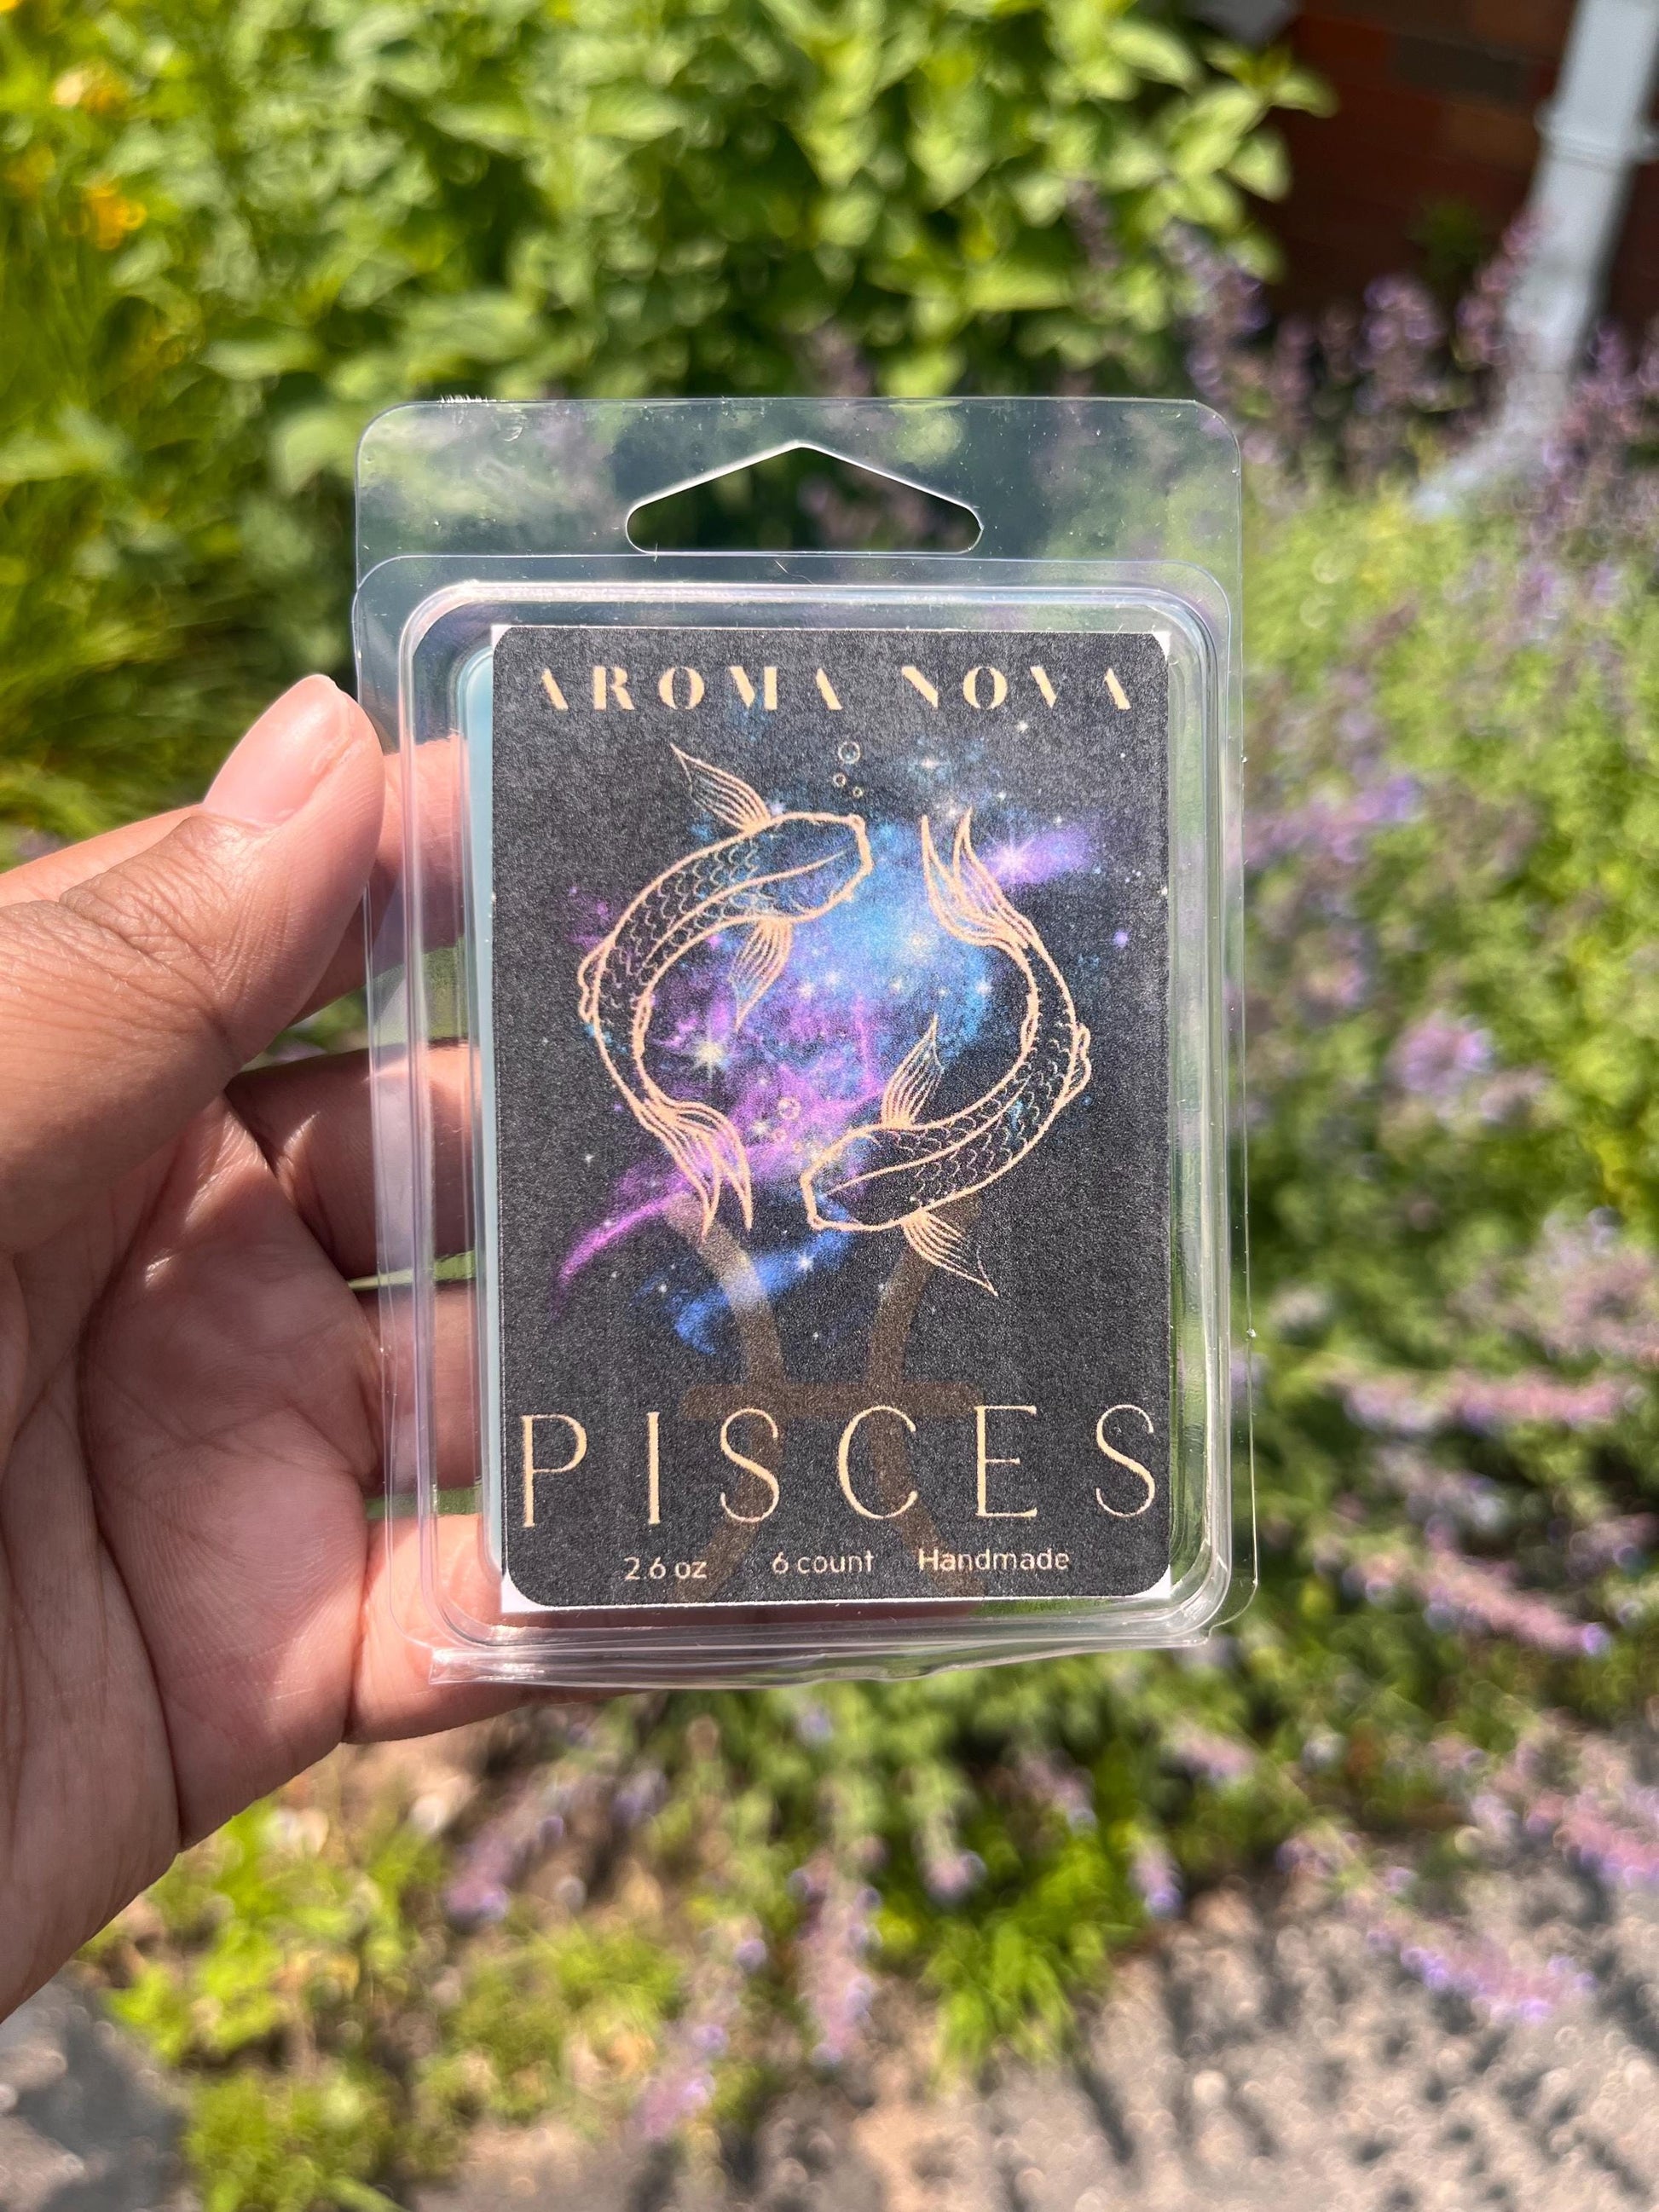 AROMA NOVA
PISCES
2.6 oz 6 count Handmade